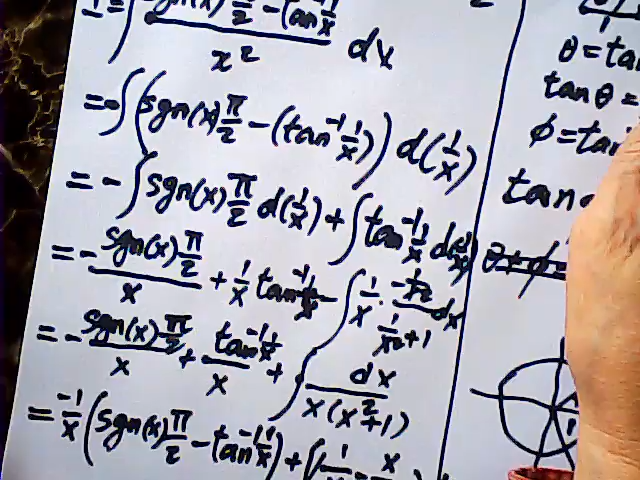 I = ∫ (sgn(x) π/2 − tan⁻¹ 1/x) / x² dx
= −∫ (sgn(x) π/2 − (tan⁻¹ 1/x)) d(1/x)
= −∫ sgn(x) π/2 d(1/x) + ∫ tan⁻¹ 1/x d(1/x)
= − (sgn(x) π/2) / x + 1/x tan⁻¹ 1/x − ∫ 1/x · (−1/x²) / (1/x² + 1) dx
= − (sgn(x) π/2) / x + (tan⁻¹ 1/x) / x + ∫ dx / (x(x² + 1))
= −1/x (sgn(x) π/2 − tan⁻¹ 1/x) + ∫ (1/x − x
θ = ta
tan θ =
φ = tan
tan
θ + φ =